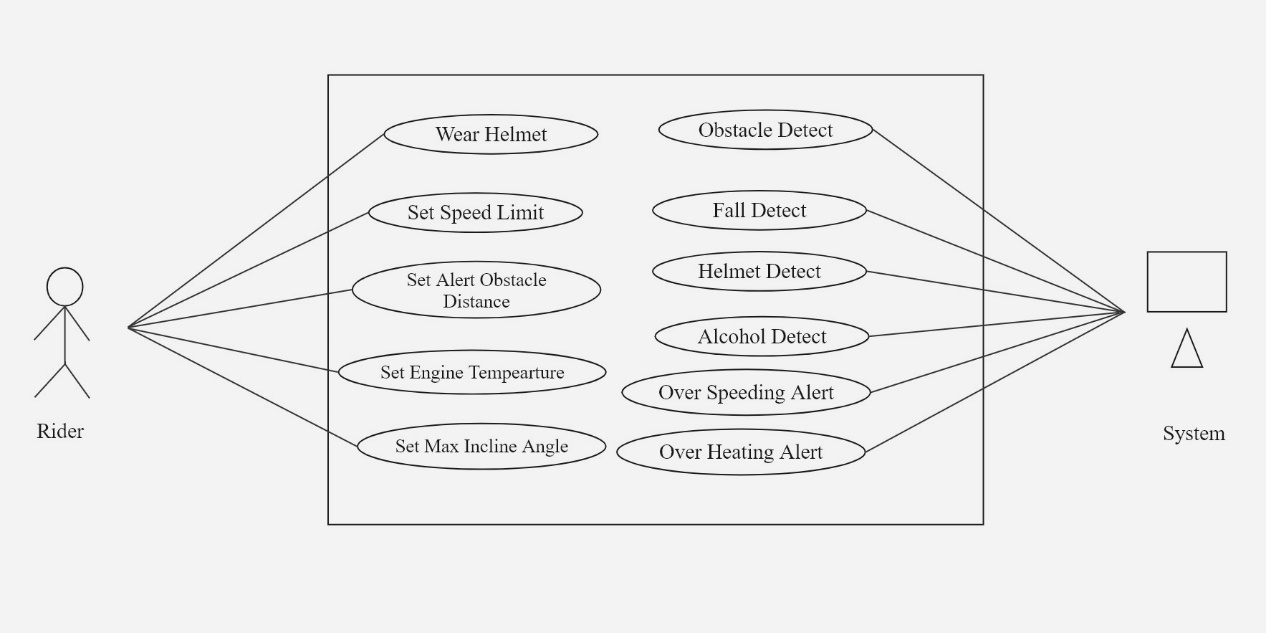 Wear Helmet
Obstacle Detect
Set Speed Limit
Fall Detect
Set Alert Obstacle
Distance
Helmet Detect
Alcohol Detect
Set Engine Tempearture
Over Speeding Alert
Set Max Incline Angle
Over Heating Alert
Rider
System